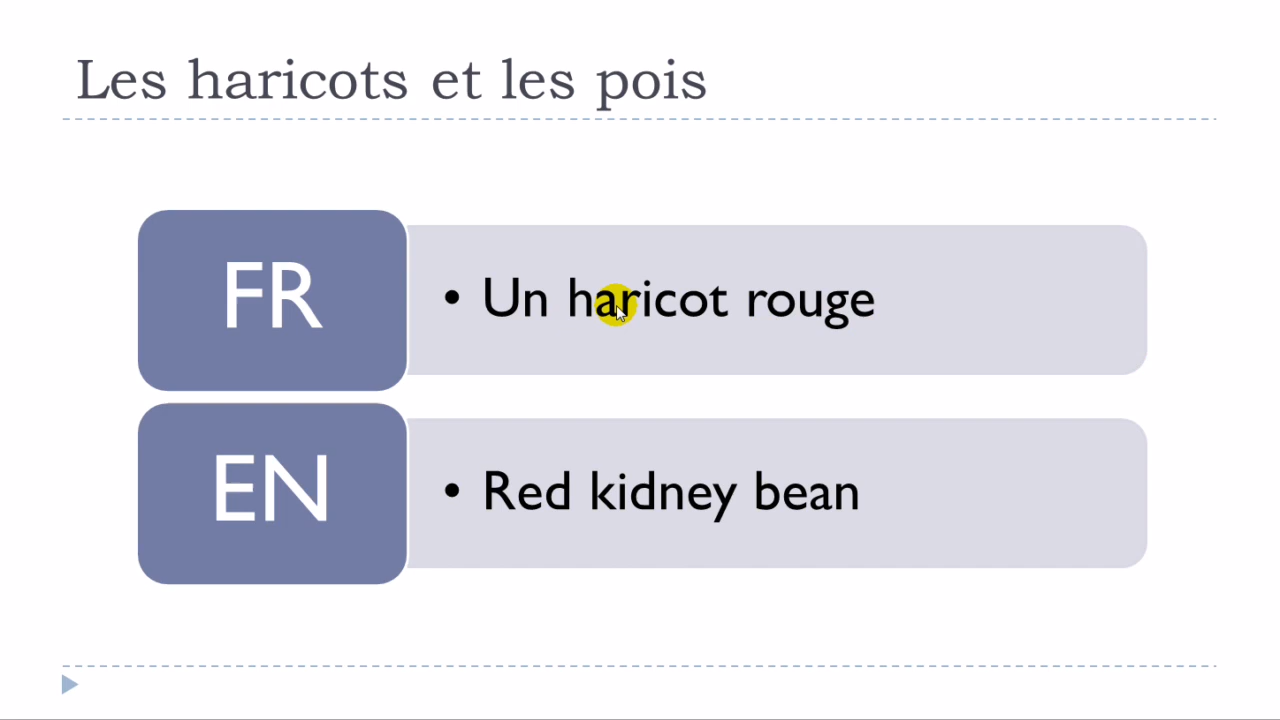 Les haricots et les pois
FR
• Un haricot rouge
EN
• Red kidney bean